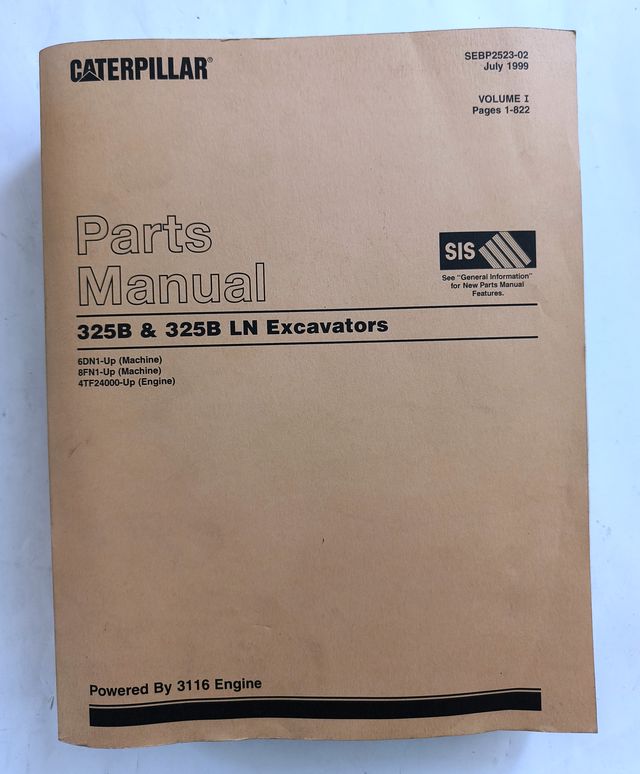 CATERPILLAR®
SEBP2523-02
July 1999
VOLUME I
Pages 1-822
Parts
Manual
SIS
See "General Information"
for New Parts Manual
Features.
325B & 325B LN Excavators
6DN1-Up (Machine)
8FN1-Up (Machine)
4TF24000-Up (Engine)
Powered By 3116 Engine